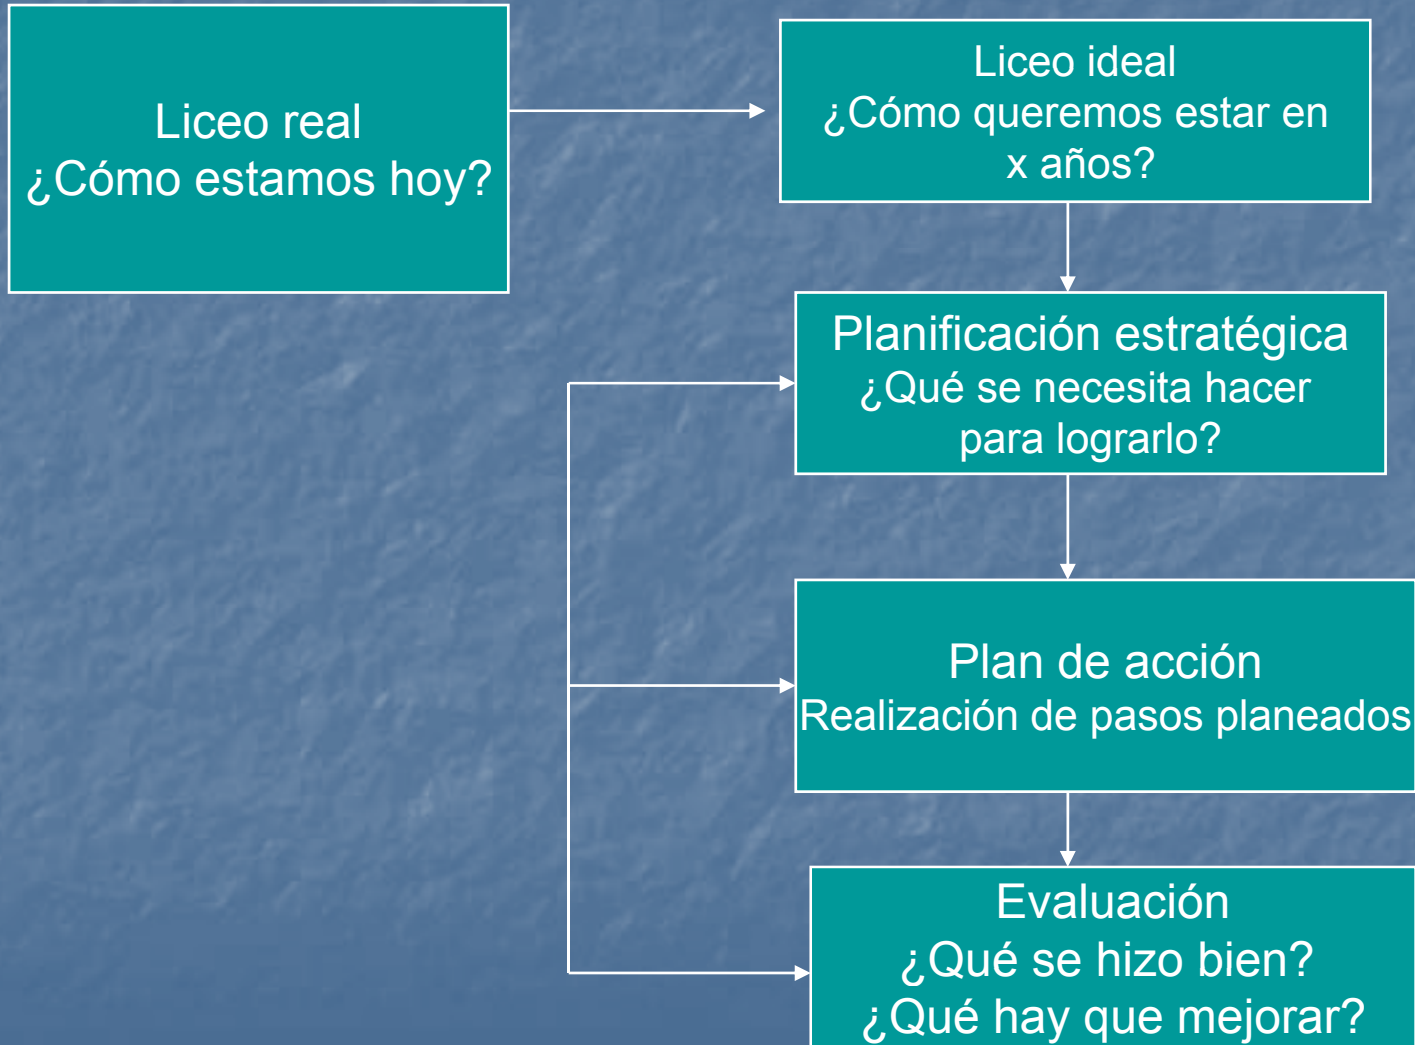 Liceo real
¿Cómo estamos hoy?
Liceo ideal
¿Cómo queremos estar en
x años?
Planificación estratégica
¿Qué se necesita hacer
para lograrlo?
Plan de acción
Realización de pasos planeados
Evaluación
¿Qué se hizo bien?
¿Qué hay que mejorar?